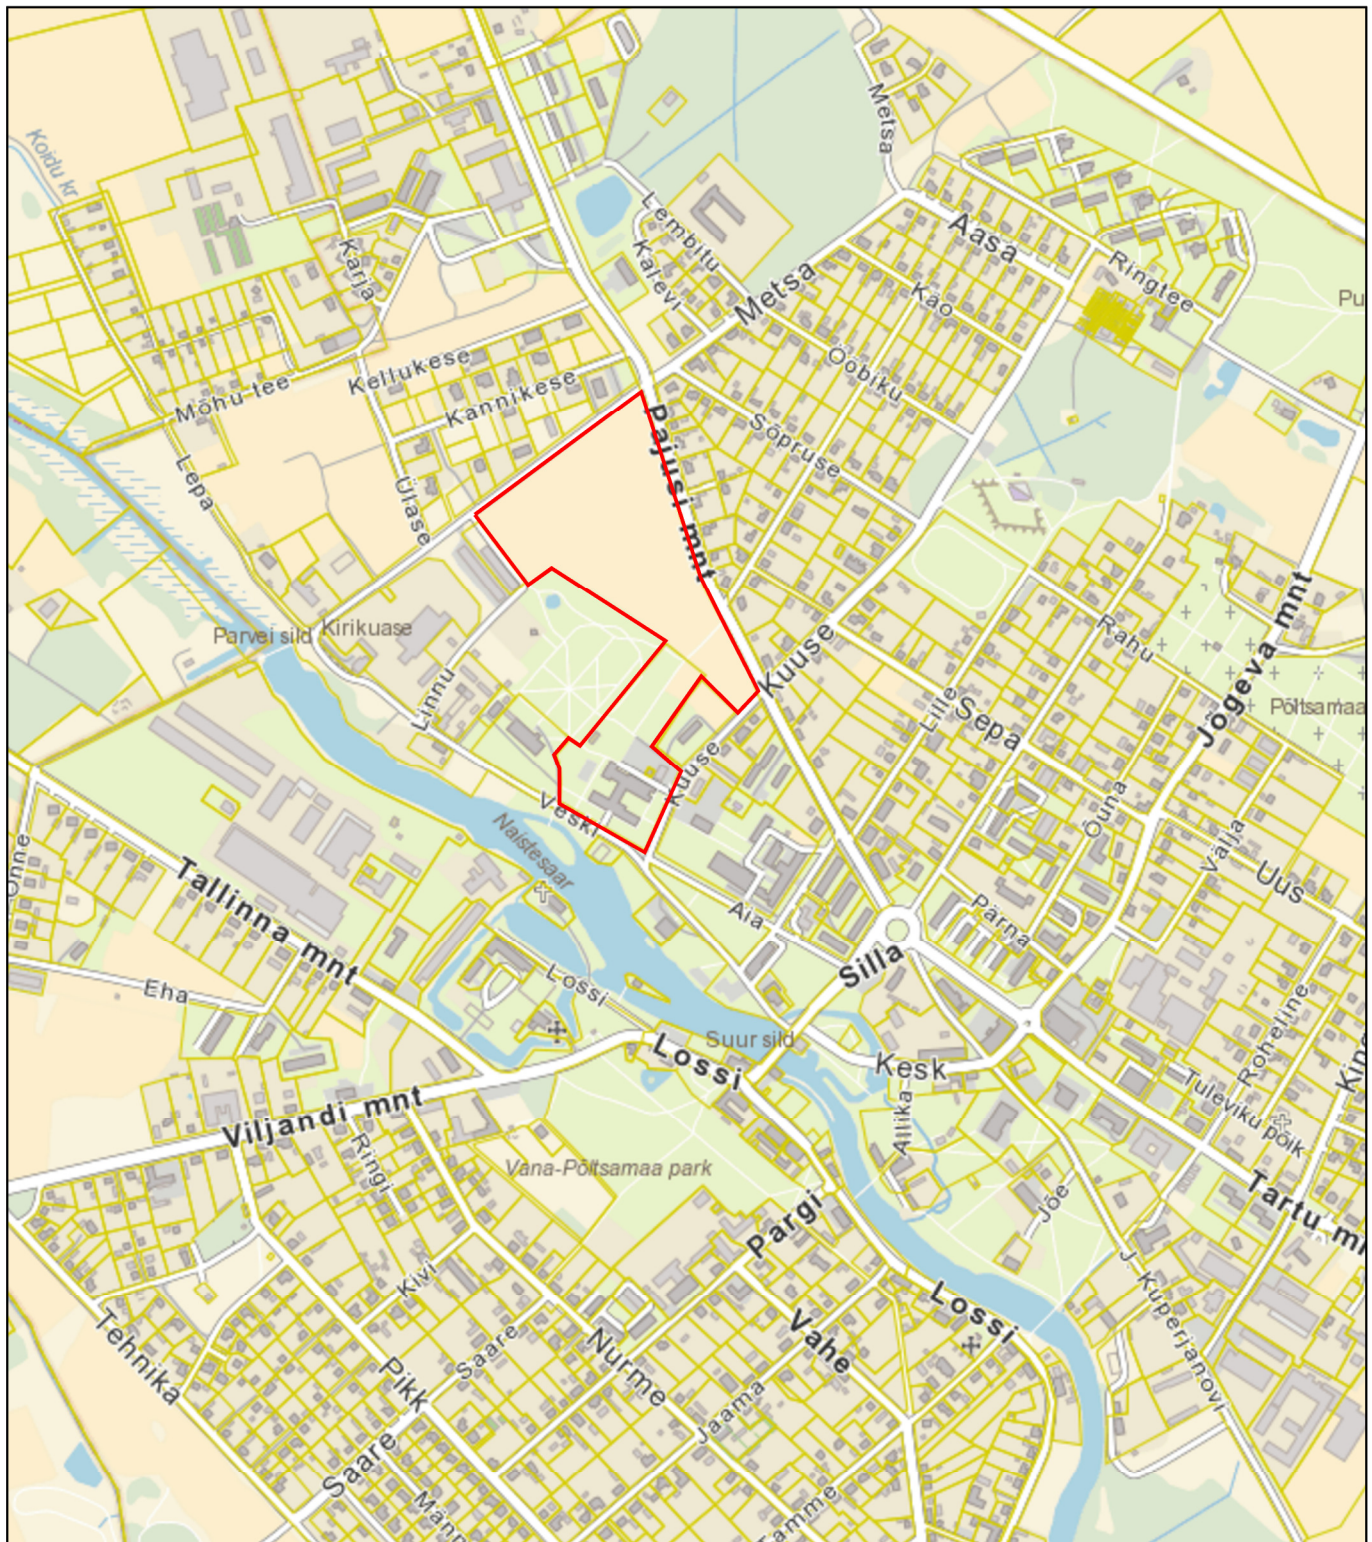 Metsa
Koidu kr
Lembitu
Aasa
Karja
Kalevi
Ringtee
Metsa
Kao
Pu
Kellukese
Ööbiku
Mõhu tee
Kannikese
Pajusi mnt
Sõpruse
Lepa
Ülase
Parvei sild
Kirikuase
Kuuse
Rahu
Jõgeva mnt
Linnu
Lille
Sepa
Põltsamaa
Kuuse
Õuna
Veski
Naistesaar
Välja
Uus
Tallinna mnt
Aia
Pärna
Silla
Eha
Lossi
Suur sild
Roheline
Lossi
Kesk
Allika
Tuleviku põik
Viljandi mnt
Ringi
Vana-Põltsamaa park
Jõe
Pargi
Tartu
Kivi
J. Kuperjanovi
Lossi
Tehnika
Saare
Nurme
Vahe
Pikk
Jaama
Saare